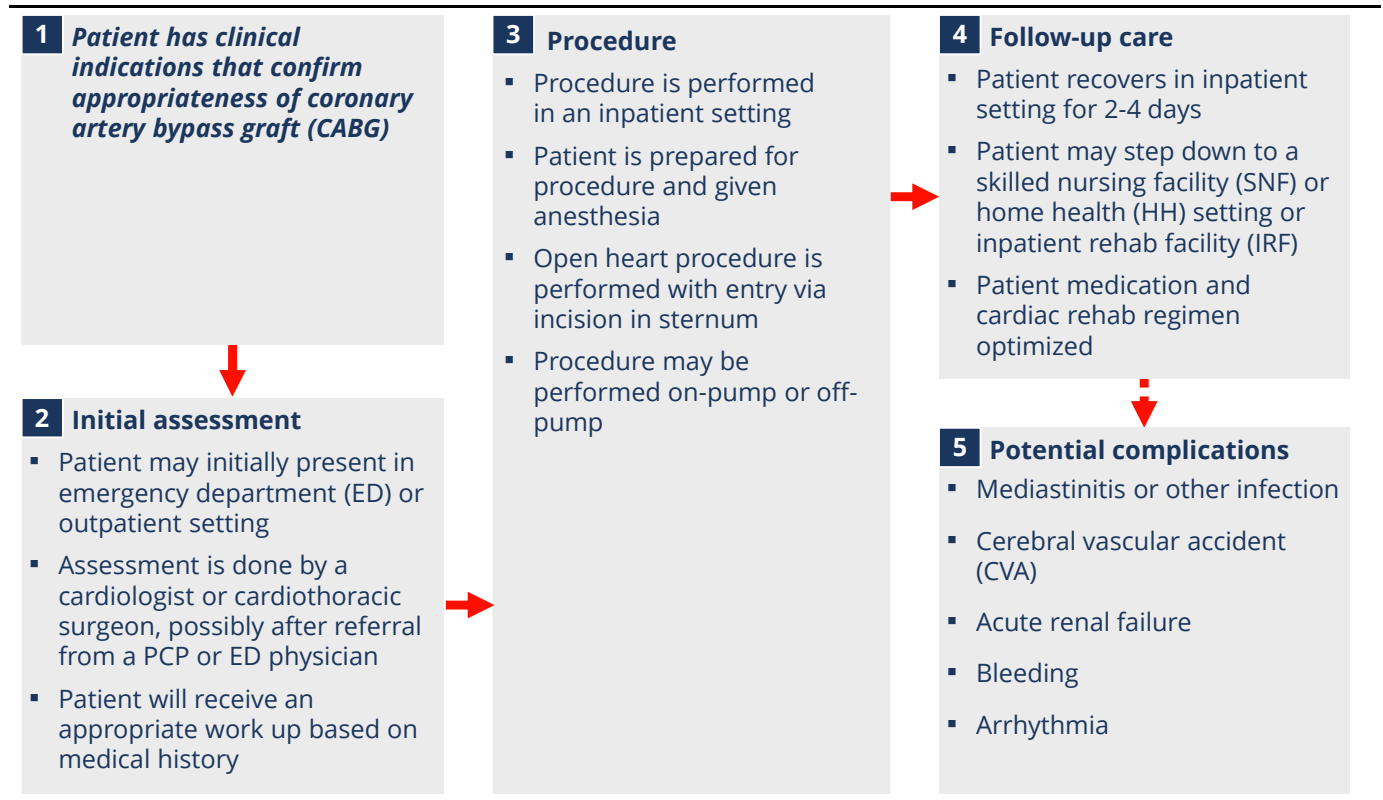 1 Patient has clinical
indications that confirm
appropriateness of coronary
artery bypass graft (CABG)
2 Initial assessment
▪ Patient may initially present in
emergency department (ED) or
outpatient setting
▪ Assessment is done by a
cardiologist or cardiothoracic
surgeon, possibly after referral
from a PCP or ED physician
▪ Patient will receive an
appropriate work up based on
medical history
3 Procedure
▪ Procedure is performed
in an inpatient setting
▪ Patient is prepared for
procedure and given
anesthesia
▪ Open heart procedure is
performed with entry via
incision in sternum
▪ Procedure may be
performed on-pump or off-
pump
4 Follow-up care
▪ Patient recovers in inpatient
setting for 2-4 days
▪ Patient may step down to a
skilled nursing facility (SNF) or
home health (HH) setting or
inpatient rehab facility (IRF)
▪ Patient medication and
cardiac rehab regimen
optimized
5 Potential complications
▪ Mediastinitis or other infection
▪ Cerebral vascular accident
(CVA)
▪ Acute renal failure
▪ Bleeding
▪ Arrhythmia